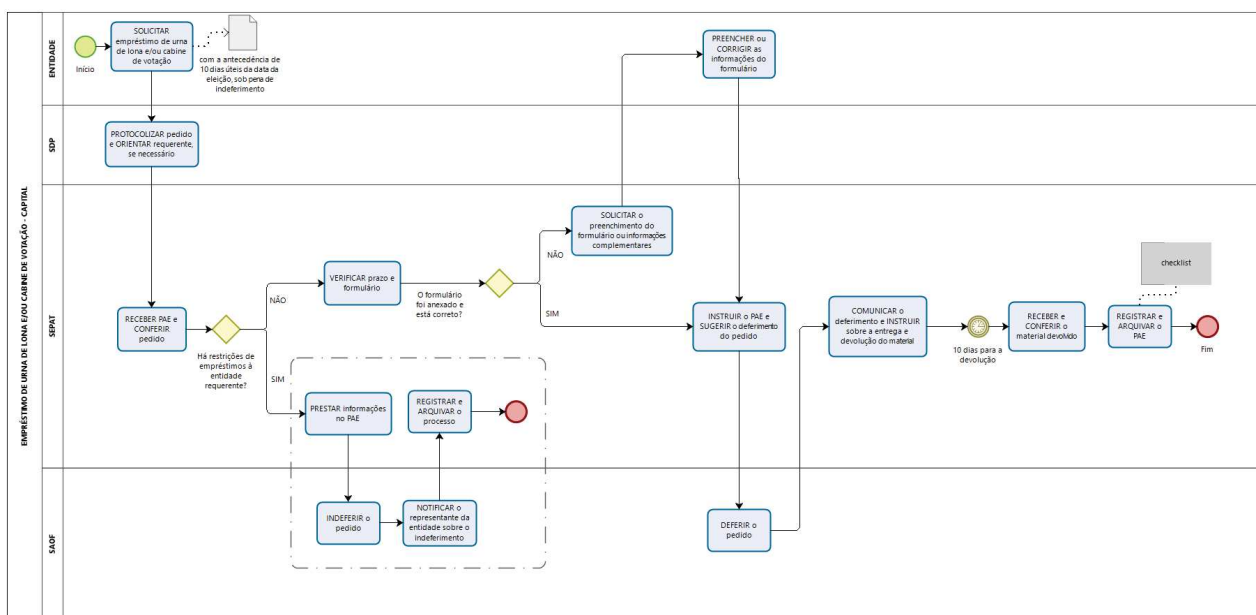 EMPRÉSTIMO DE URNA DE LONA E/OU CABINE DE VOTAÇÃO - CAPITAL
ENTIDADE
Início
SOLICITAR
empréstimo de urna
de lona e/ou cabine
de votação
com a antecedência de
10 dias úteis da data da
eleição, sob pena de
indeferimento
PREENCHER ou
CORRIGIR as
informações do
formulário
SDP
PROTOCOLIZAR pedido
e ORIENTAR requerente,
se necessário
SEPAT
RECEBER PAE e
CONFERIR
pedido
Há restrições de
empréstimos à
entidade
requerente?
NÃO
SIM
VERIFICAR prazo e
formulário
O formulário
foi anexado e
está correto?
NÃO
SIM
SOLICITAR o
preenchimento do
formulário ou informações
complementares
INSTRUIR o PAE e
SUGERIR o deferimento
do pedido
COMUNICAR o
deferimento e INSTRUIR
sobre a entrega e
devolução do material
10 dias para a
devolução
RECEBER e
CONFERIR o
material devolvido
REGISTRAR e
ARQUIVAR o
PAE
checklist
Fim
PRESTAR informações
no PAE
REGISTRAR e
ARQUIVAR o
processo
SAOF
INDEFERIR o
pedido
NOTIFICAR o
representante da
entidade sobre o
indeferimento
DEFERIR o
pedido